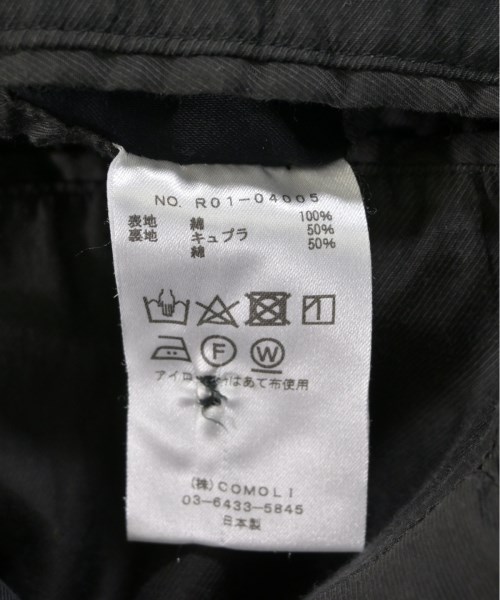 NO. R01-04005
表地 綿 100%
裏地 キュプラ 50%
綿 50%
F W
アイロンはあて布使用
(株)COMOLI
03-6433-5845
日本製